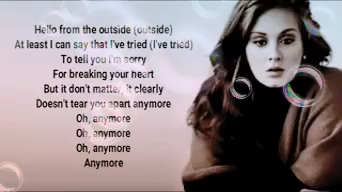 Hello from the outside (outside)
At least I can say that I've tried (I've tried)
To tell you I'm sorry
For breaking your heart
But it don't matter, it clearly
Doesn't tear you apart anymore
Oh, anymore
Oh, anymore
Oh, anymore
Anymore